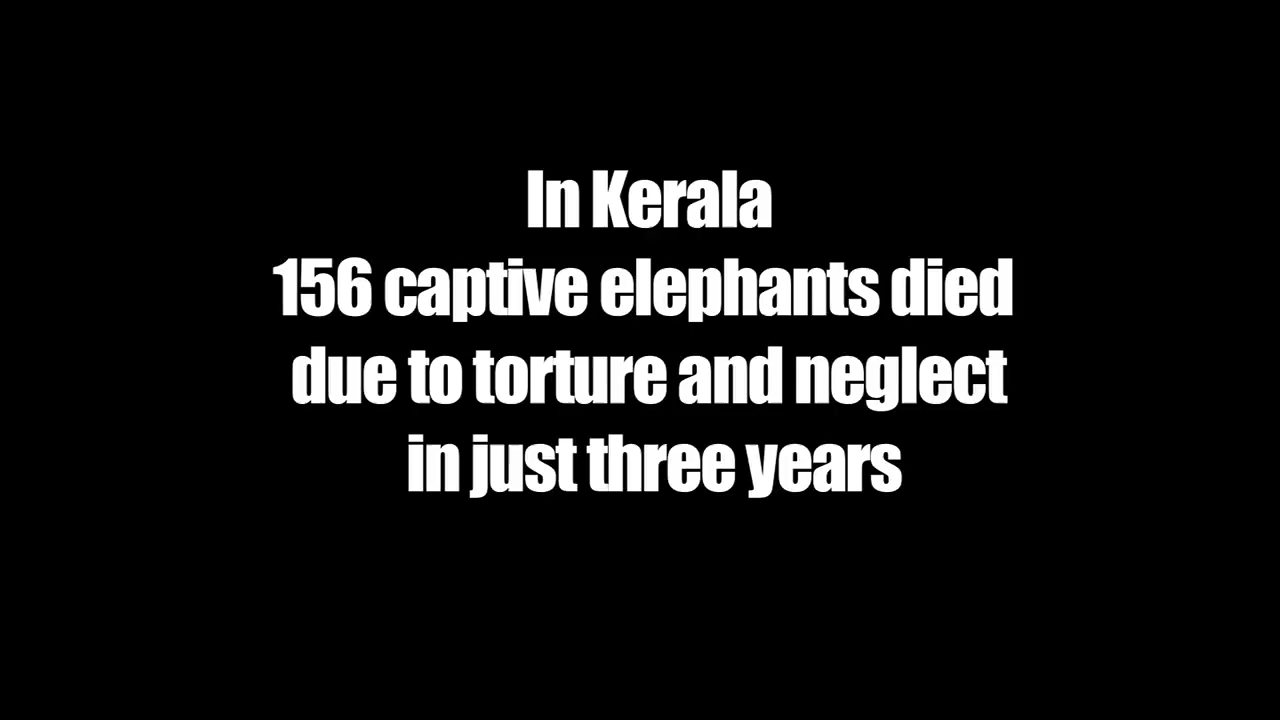 In Kerala
156 captive elephants died
due to torture and neglect
in just three years